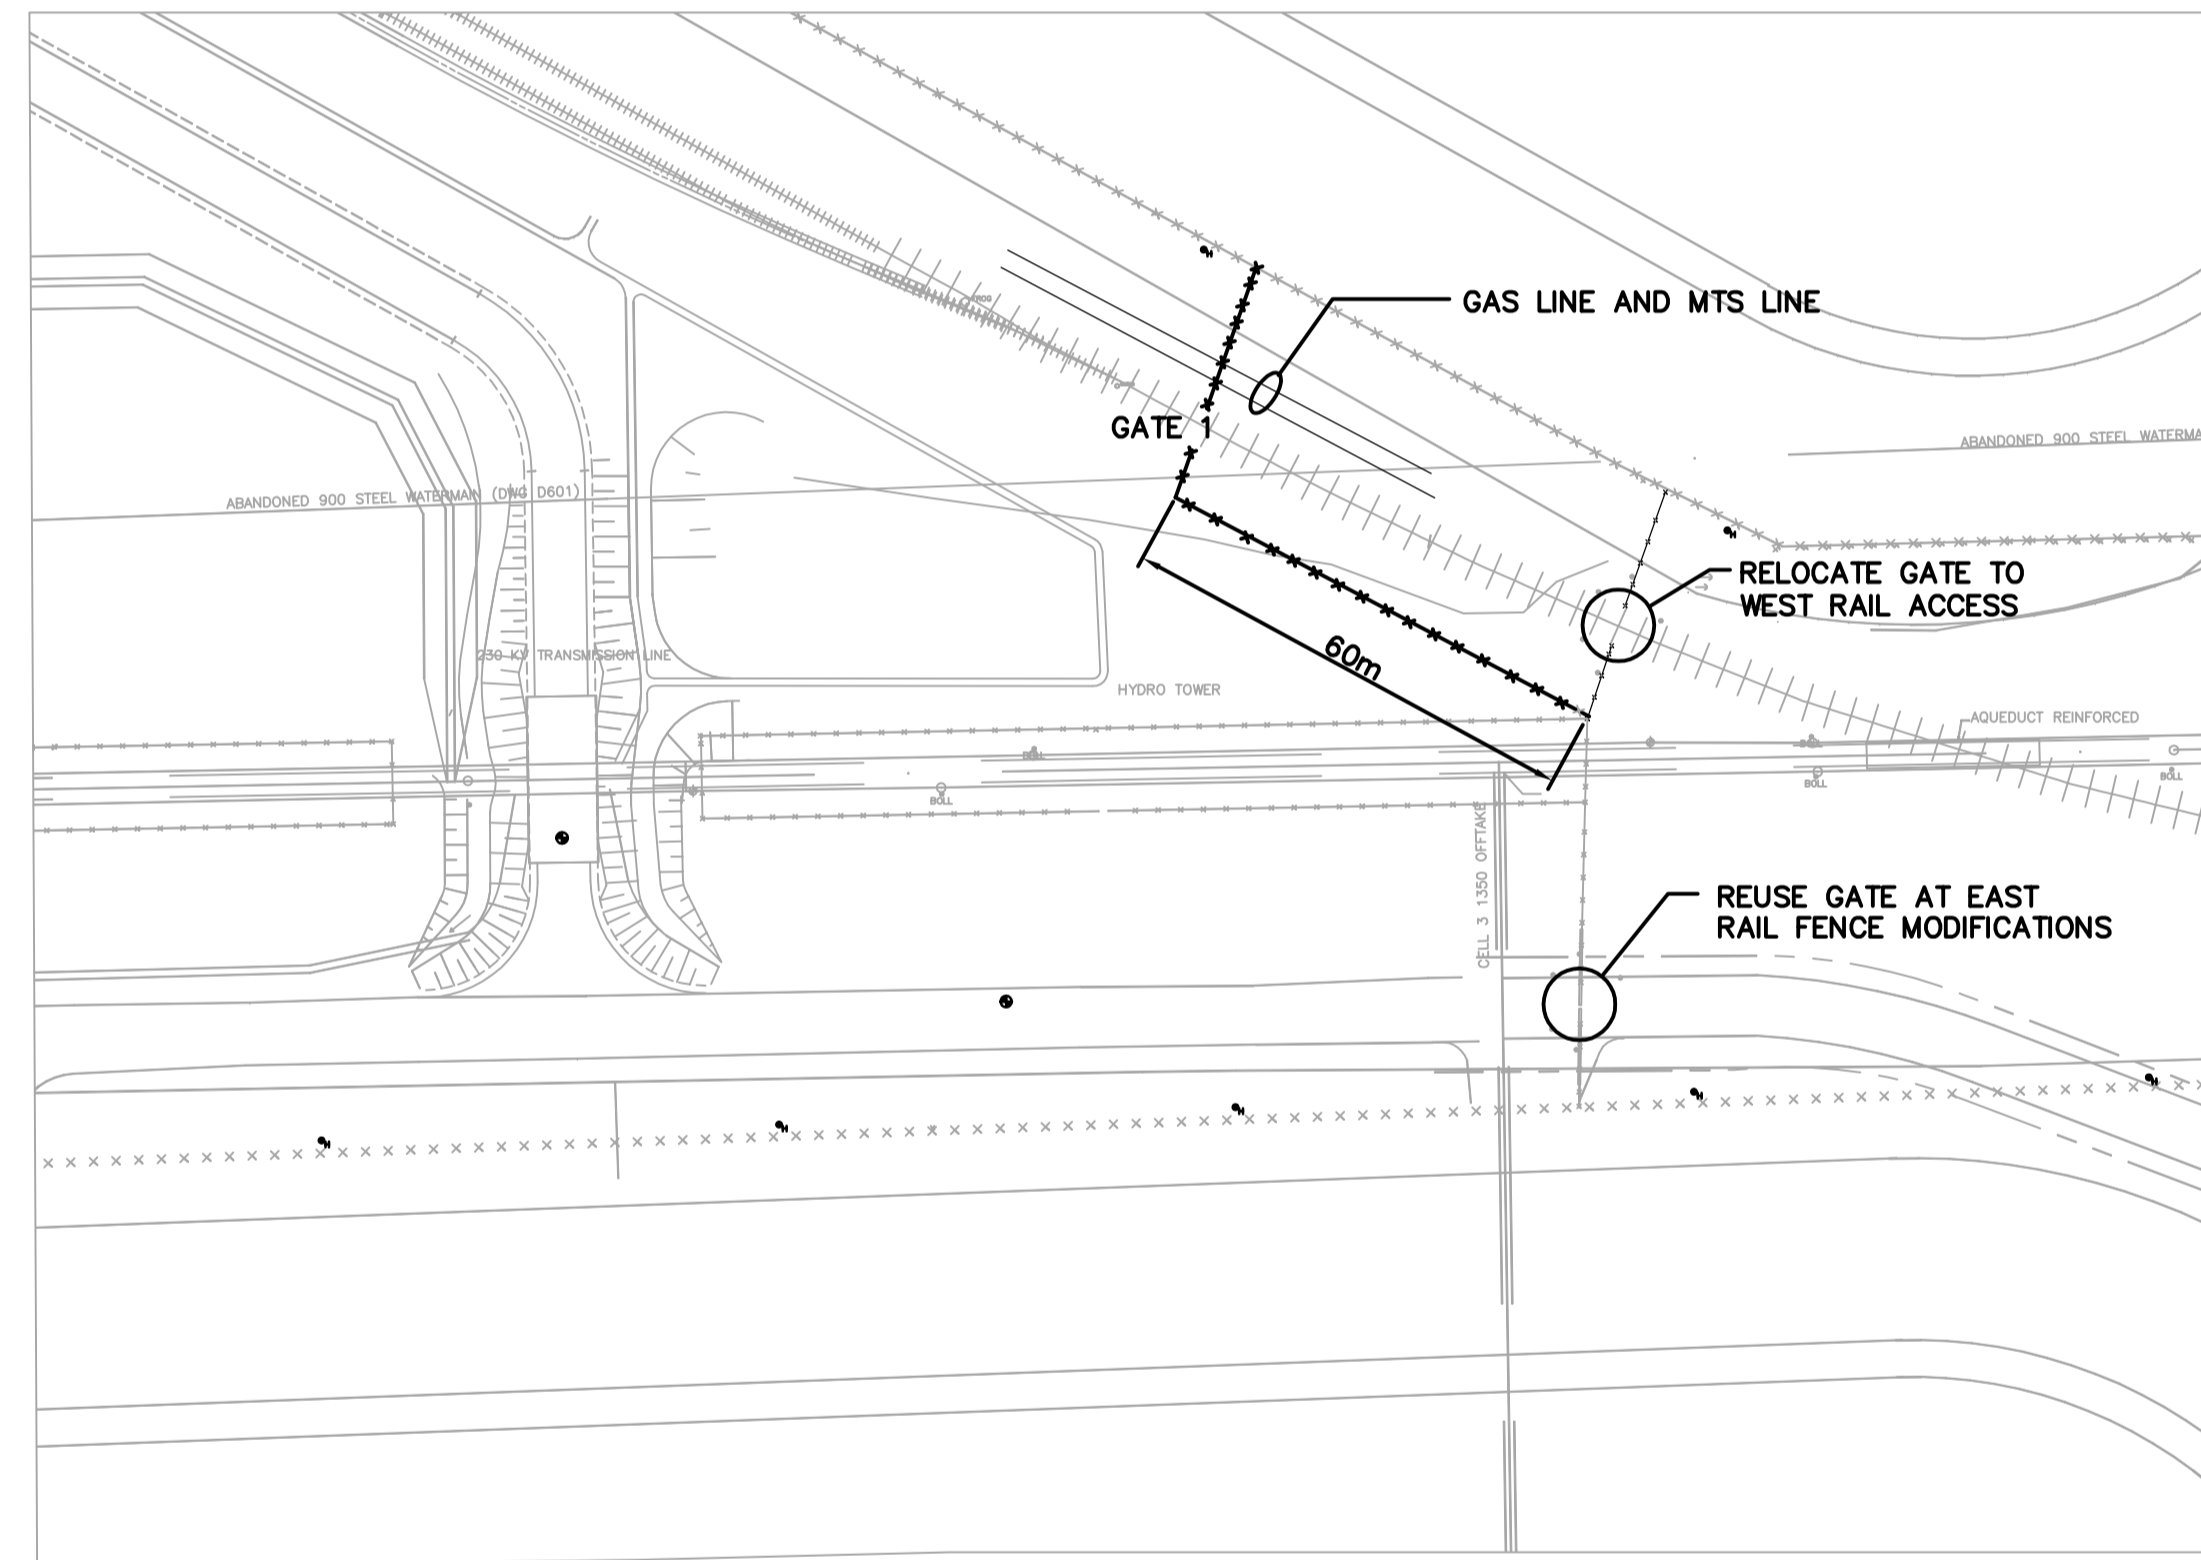 FROG
GAS LINE AND MTS LINE
GATE 1
ABANDONED 900 STEEL WATERMA
ABANDONED 900 STEEL WATERMAIN (DWG D601)
RELOCATE GATE TO
WEST RAIL ACCESS
230 KV TRANSMISSION LINE
60m
HYDRO TOWER
AQUEDUCT REINFORCED
BOLL
BOLL
BOLL
BOLL
BOLL
CELL 3 1350 OFFTAKE
REUSE GATE AT EAST
RAIL FENCE MODIFICATIONS
H
H
H
H
H
H
H